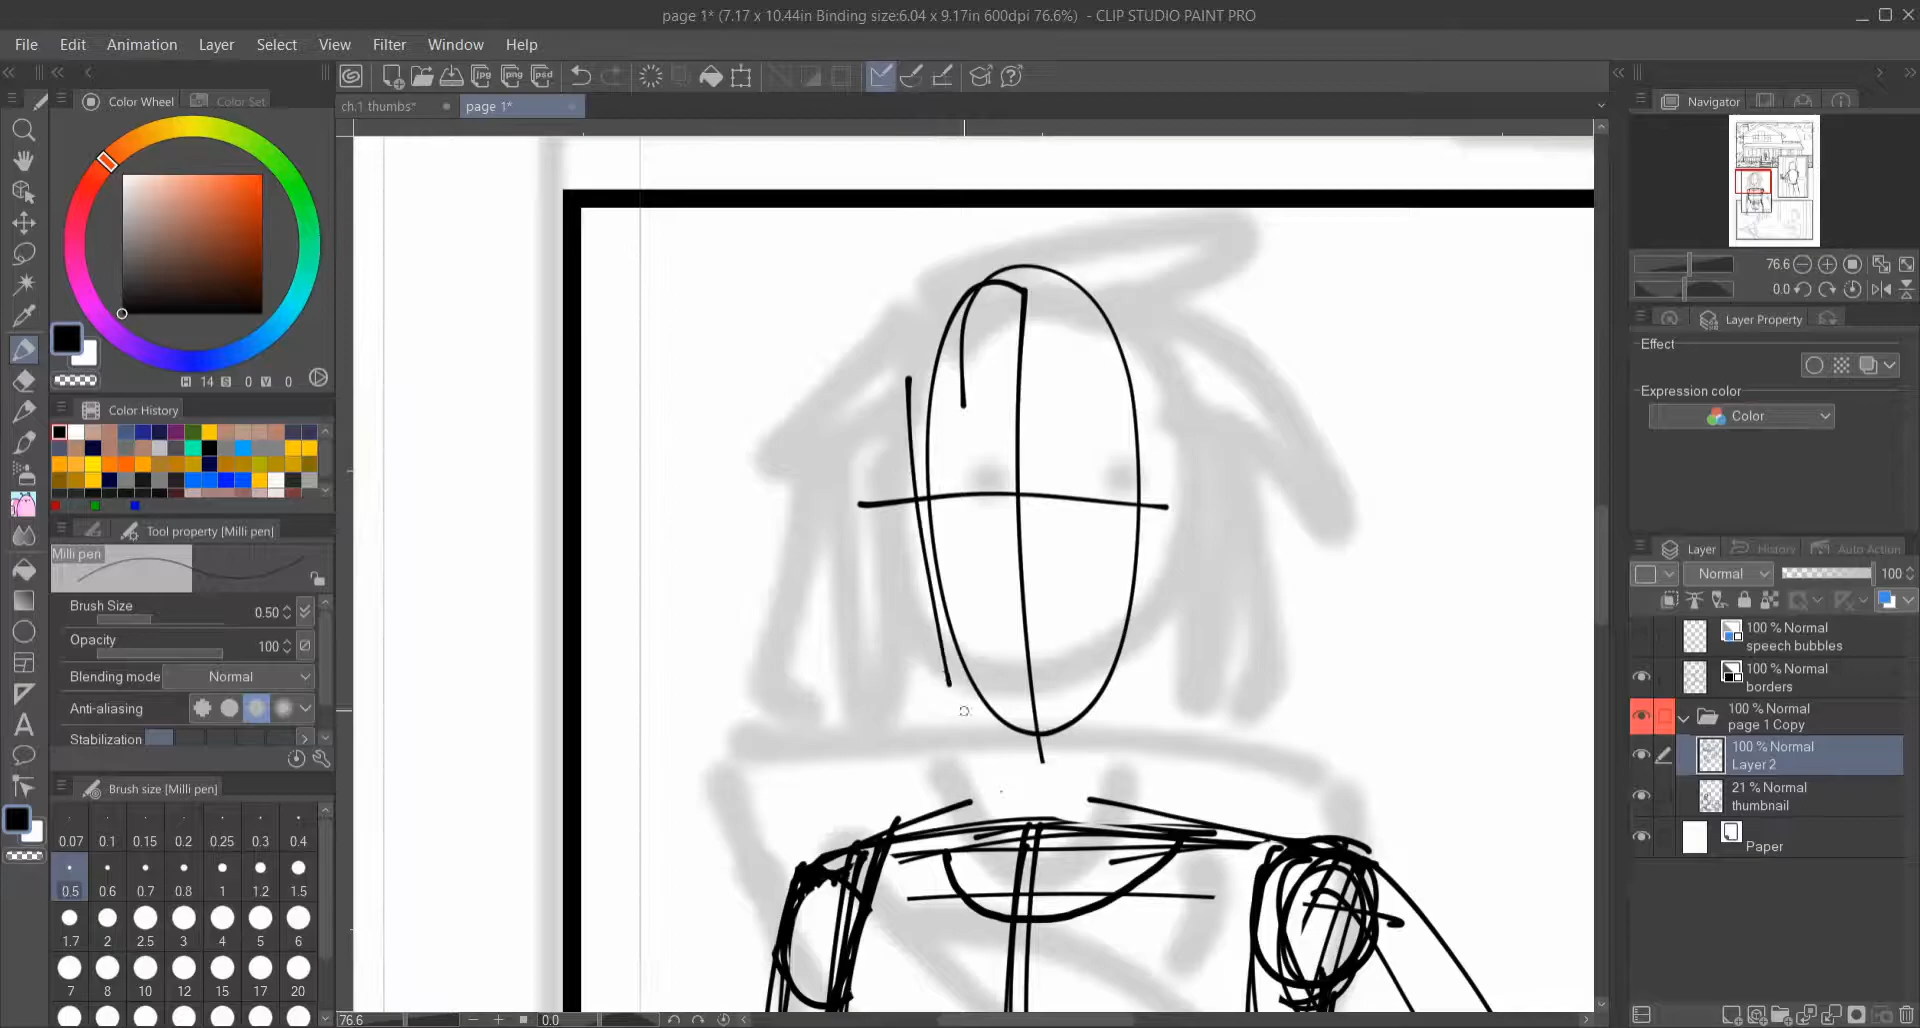 page 1* (7.17 x 10.44in Binding size:6.04 x 9.17in 600dpi 76.6%) - CLIP STUDIO PAINT PRO
File Edit Animation Layer Select View Filter Window Help
jpg png psd
Color Wheel Color Set
ch.1 thumbs* page 1*
Navigator
76.6
0.0
Layer Property
Effect
Expression color
Color
H 14 S 0 V 0
Color History
Tool property [Milli pen]
Milli pen
Brush Size 0.50
Opacity 100
Blending mode Normal
Anti-aliasing
Stabilization
Brush size [Milli pen]
0.07 0.1 0.15 0.2 0.25 0.3 0.4
0.5 0.6 0.7 0.8 1 1.2 1.5
1.7 2 2.5 3 4 5 6
7 8 10 12 15 17 20
Layer History Auto Action
Normal 100
100 % Normal
speech bubbles
100 % Normal
borders
100 % Normal
page 1 Copy
100 % Normal
Layer 2
21 % Normal
thumbnail
Paper
76.6 0.0